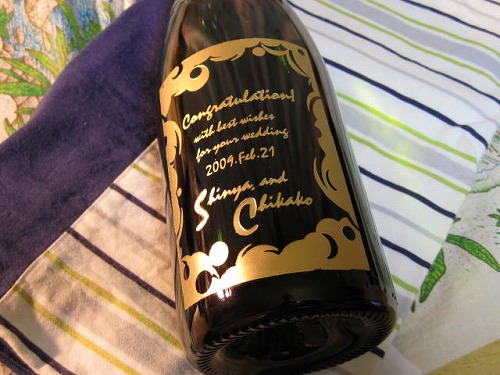 Congratulation!
with best wishes
for your wedding
2009.Feb.21
Shinya and
Chikako